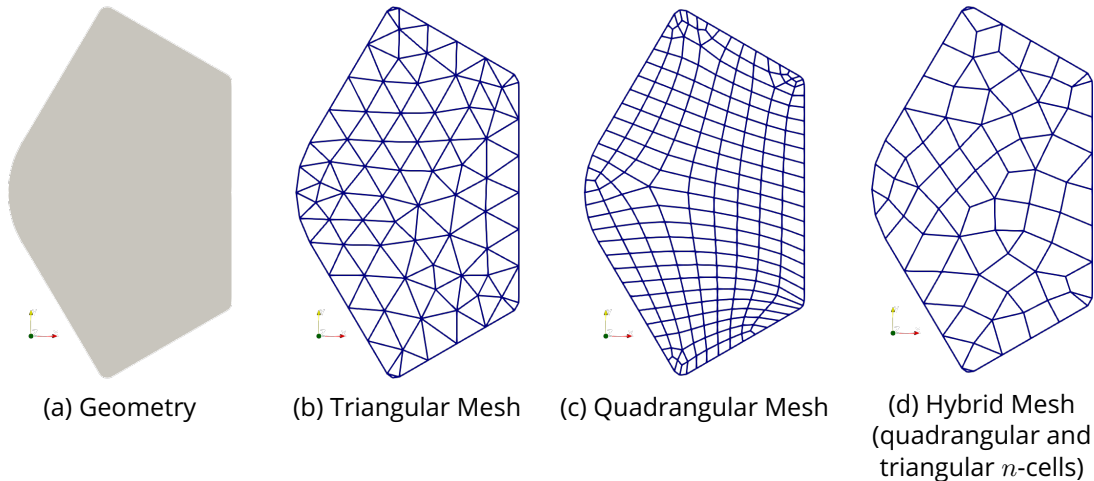 (a) Geometry
(b) Triangular Mesh
(c) Quadrangular Mesh
(d) Hybrid Mesh
(quadrangular and
triangular n-cells)